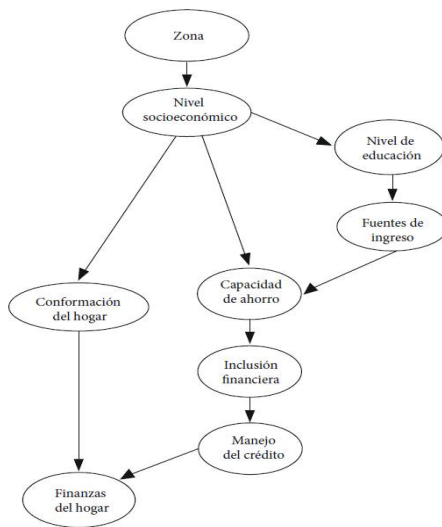 Zona
Nivel
socioeconómico
Nivel de
educación
Fuentes de
ingreso
Capacidad
de ahorro
Conformación
del hogar
Inclusión
financiera
Manejo
del crédito
Finanzas
del hogar